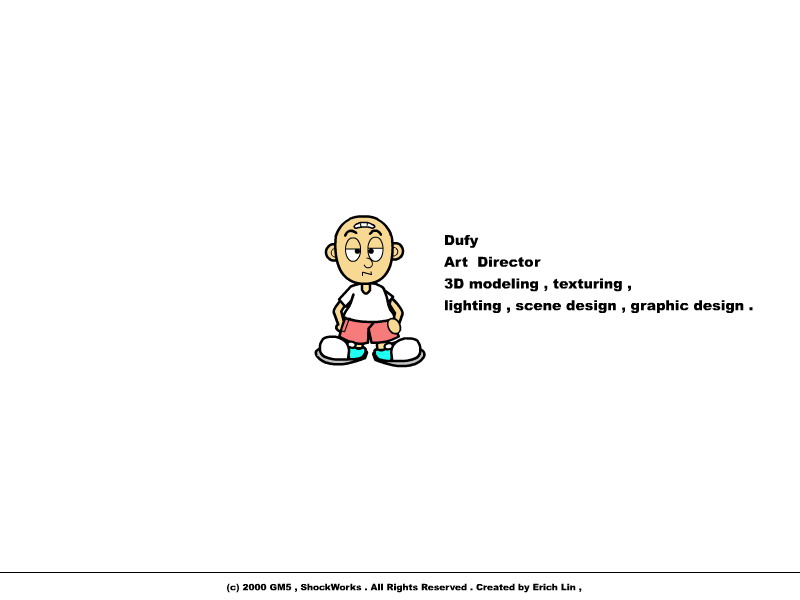 Dufy
Art Director
3D modeling , texturing ,
lighting , scene design , graphic design .
(c) 2000 GM5 , ShockWorks . All Rights Reserved . Created by Erich Lin ,